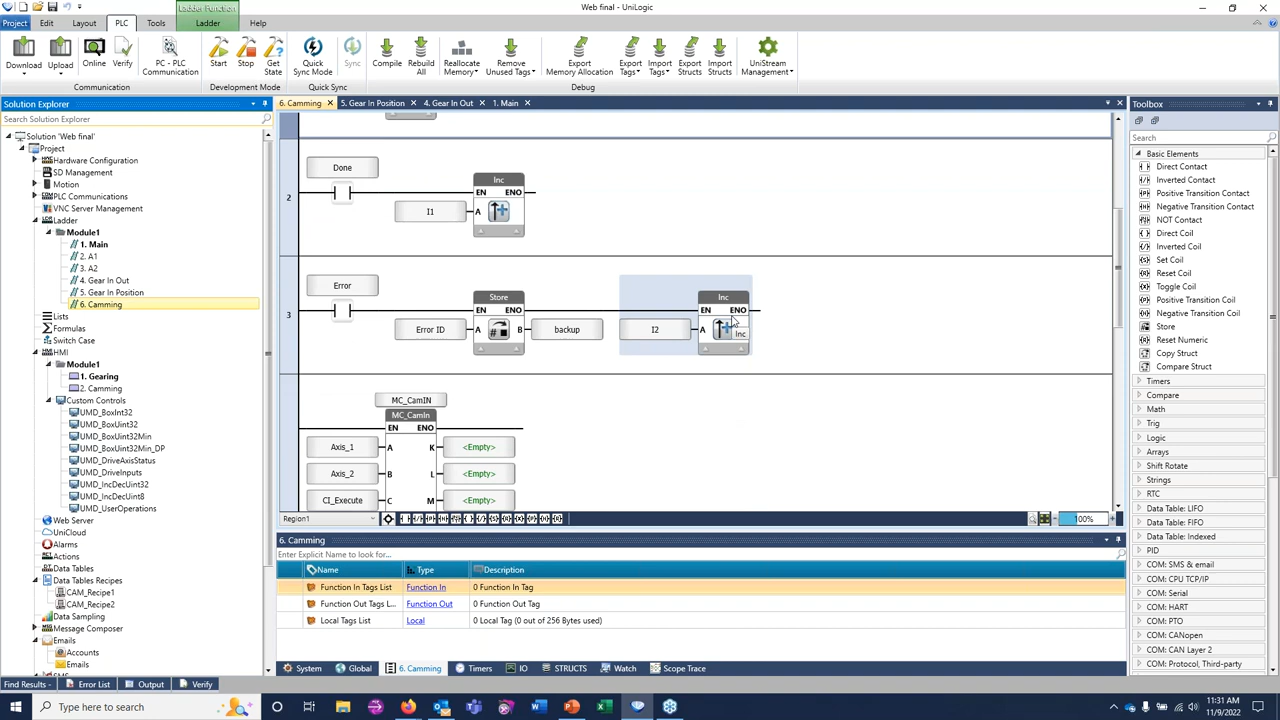 Web final - UniLogic
Ladder Function
Project Edit Layout PLC Tools Ladder Help
Download Upload Online Verify PC - PLC Communication Start Stop Get State Quick Sync Mode Sync Compile Rebuild All Reallocate Memory Remove Unused Tags Export Memory Allocation Export Tags Import Tags Export Structs Import Structs UniStream Management
Communication Development Mode Quick Sync Debug
Solution Explorer
Search Solution Explorer
Solution 'Web final'
Project
Hardware Configuration
SD Management
Motion
PLC Communications
VNC Server Management
Ladder
Module1
1. Main
2. A1
3. A2
4. Gear In Out
5. Gear In Position
6. Camming
Lists
Formulas
Switch Case
HMI
Module1
1. Gearing
2. Camming
Custom Controls
UMD_BoxInt32
UMD_BoxUint32
UMD_BoxUint32Min
UMD_BoxUint32Min_DP
UMD_DriveAxisStatus
UMD_DriveInputs
UMD_IncDecUint32
UMD_IncDecUint8
UMD_UserOperations
Web Server
UniCloud
Alarms
Actions
Data Tables
Data Tables Recipes
CAM_Recipe1
CAM_Recipe2
Data Sampling
Message Composer
Emails
Accounts
Emails
Find Results Error List Output Verify
6. Camming 5. Gear In Position 4. Gear In Out 1. Main
2
Done
Inc
EN ENO
I1 A
3
Error
Store Inc
EN ENO EN ENO
Error ID A B backup I2 A
Inc
MC_CamIN
MC_CamIn
EN ENO
Axis_1 A K <Empty>
Axis_2 B L <Empty>
CI_Execute C M <Empty>
Region1
100%
6. Camming
Enter Explicit Name to look for...
Name Type Description
Function In Tags List Function In 0 Function In Tag
Function Out Tags L... Function Out 0 Function Out Tag
Local Tags List Local 0 Local Tag (0 out of 256 Bytes used)
System Global 6. Camming Timers IO STRUCTS Watch Scope Trace
Toolbox
Search
Basic Elements
Direct Contact
Inverted Contact
Positive Transition Contact
Negative Transition Contact
NOT Contact
Direct Coil
Inverted Coil
Set Coil
Reset Coil
Toggle Coil
Positive Transition Coil
Negative Transition Coil
Store
Reset Numeric
Copy Struct
Compare Struct
Timers
Compare
Math
Try
Logic
Arrays
Shift Rotate
Strings
RTC
Data Table: LIFO
Data Table: FIFO
Data Table: Indexed
PID
COM: SMS & email
COM: CPU TCP/IP
COM: Serial
COM: HART
COM: PTO
COM: CANopen
COM: CAN Layer 2
COM: Protocol, Third-party
Type here to search
11:31 AM
11/9/2022